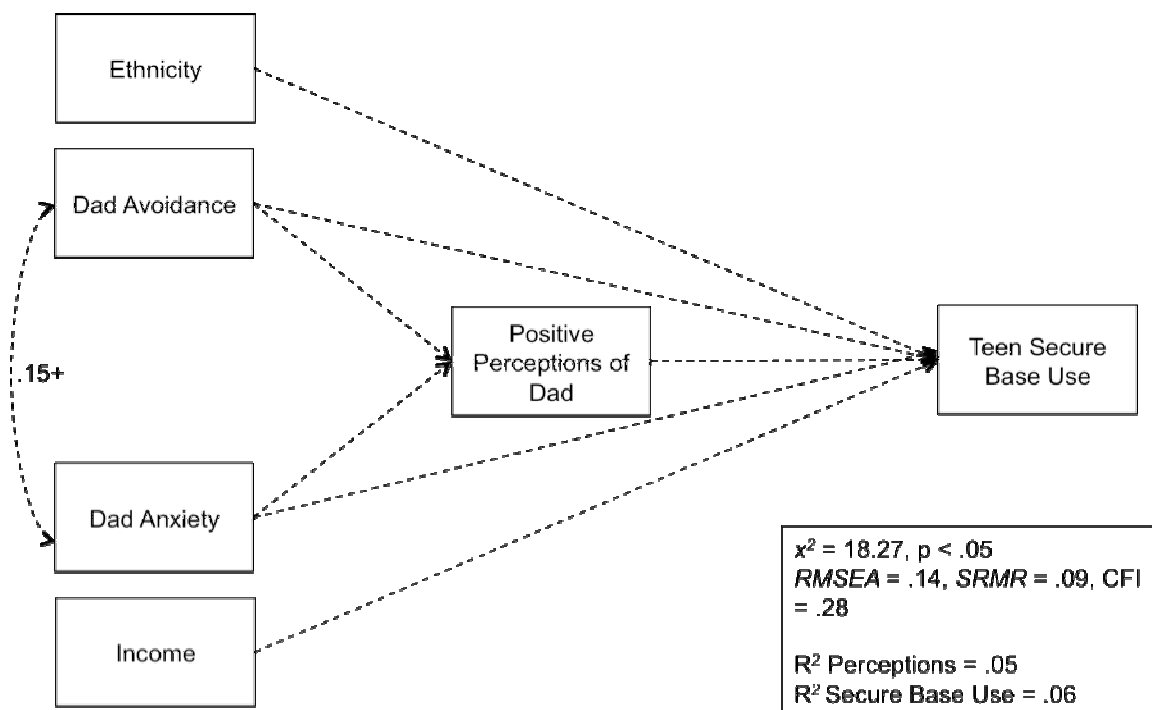 Ethnicity
Dad Avoidance
.15+
Positive
Perceptions of
Dad
Teen Secure
Base Use
Dad Anxiety
Income
x² = 18.27, p < .05
RMSEA = .14, SRMR = .09, CFI
= .28
R² Perceptions = .05
R² Secure Base Use = .06